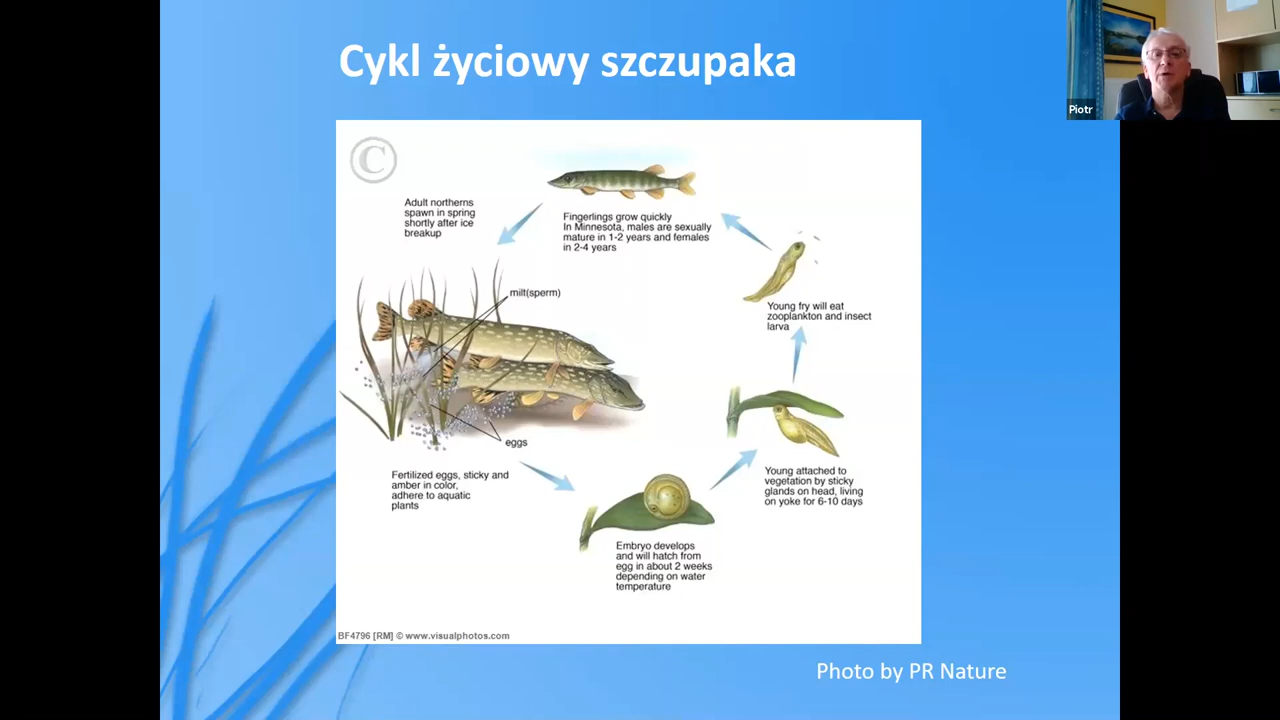 Cykl życiowy szczupaka
Piotr
©
Adult northerns
spawn in spring
shortly after ice
breakup
Fingerlings grow quickly
In Minnesota, males are sexually
mature in 1-2 years and females
in 2-4 years
milt(sperm)
Young fry will eat
zooplankton and insect
larva
eggs
Fertilized eggs, sticky and
amber in color,
adhere to aquatic
plants
Young attached to
vegetation by sticky
glands on head, living
on yoke for 6-10 days
Embryo develops
and will hatch from
egg in about 2 weeks
depending on water
temperature
BF4796 [RM] © www.visualphotos.com
Photo by PR Nature